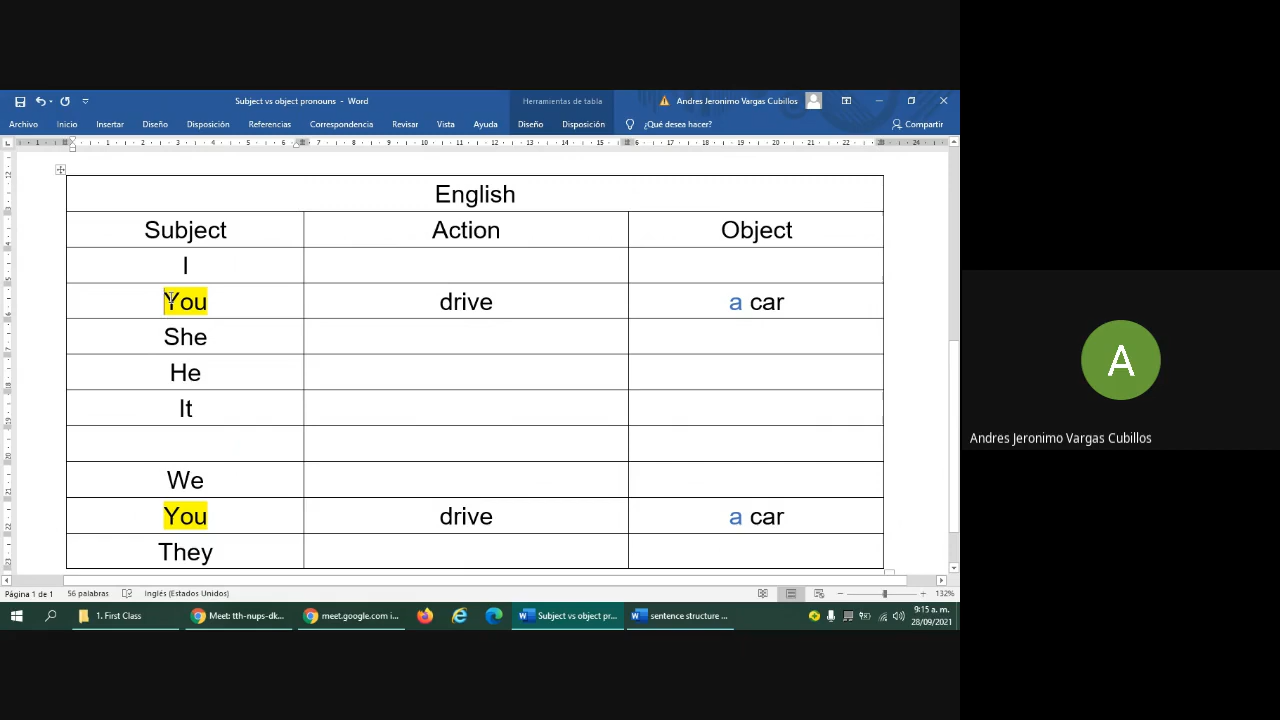 Subject vs object pronouns - Word
Herramientas de tabla
Andres Jeronimo Vargas Cubillos
Archivo Inicio Insertar Diseño Disposición Referencias Correspondencia Revisar Vista Ayuda Diseño Disposición ¿Qué desea hacer? Compartir
English
Subject Action Object
I
You drive a car
She
He
It
We
You drive a car
They
A
Andres Jeronimo Vargas Cubillos
Página 1 de 1 56 palabras Inglés (Estados Unidos) 132%
1. First Class Meet: tth-nups-dk... meet.google.com i... Subject vs object pr... sentence structure ... 9:15 a. m.
28/09/2021